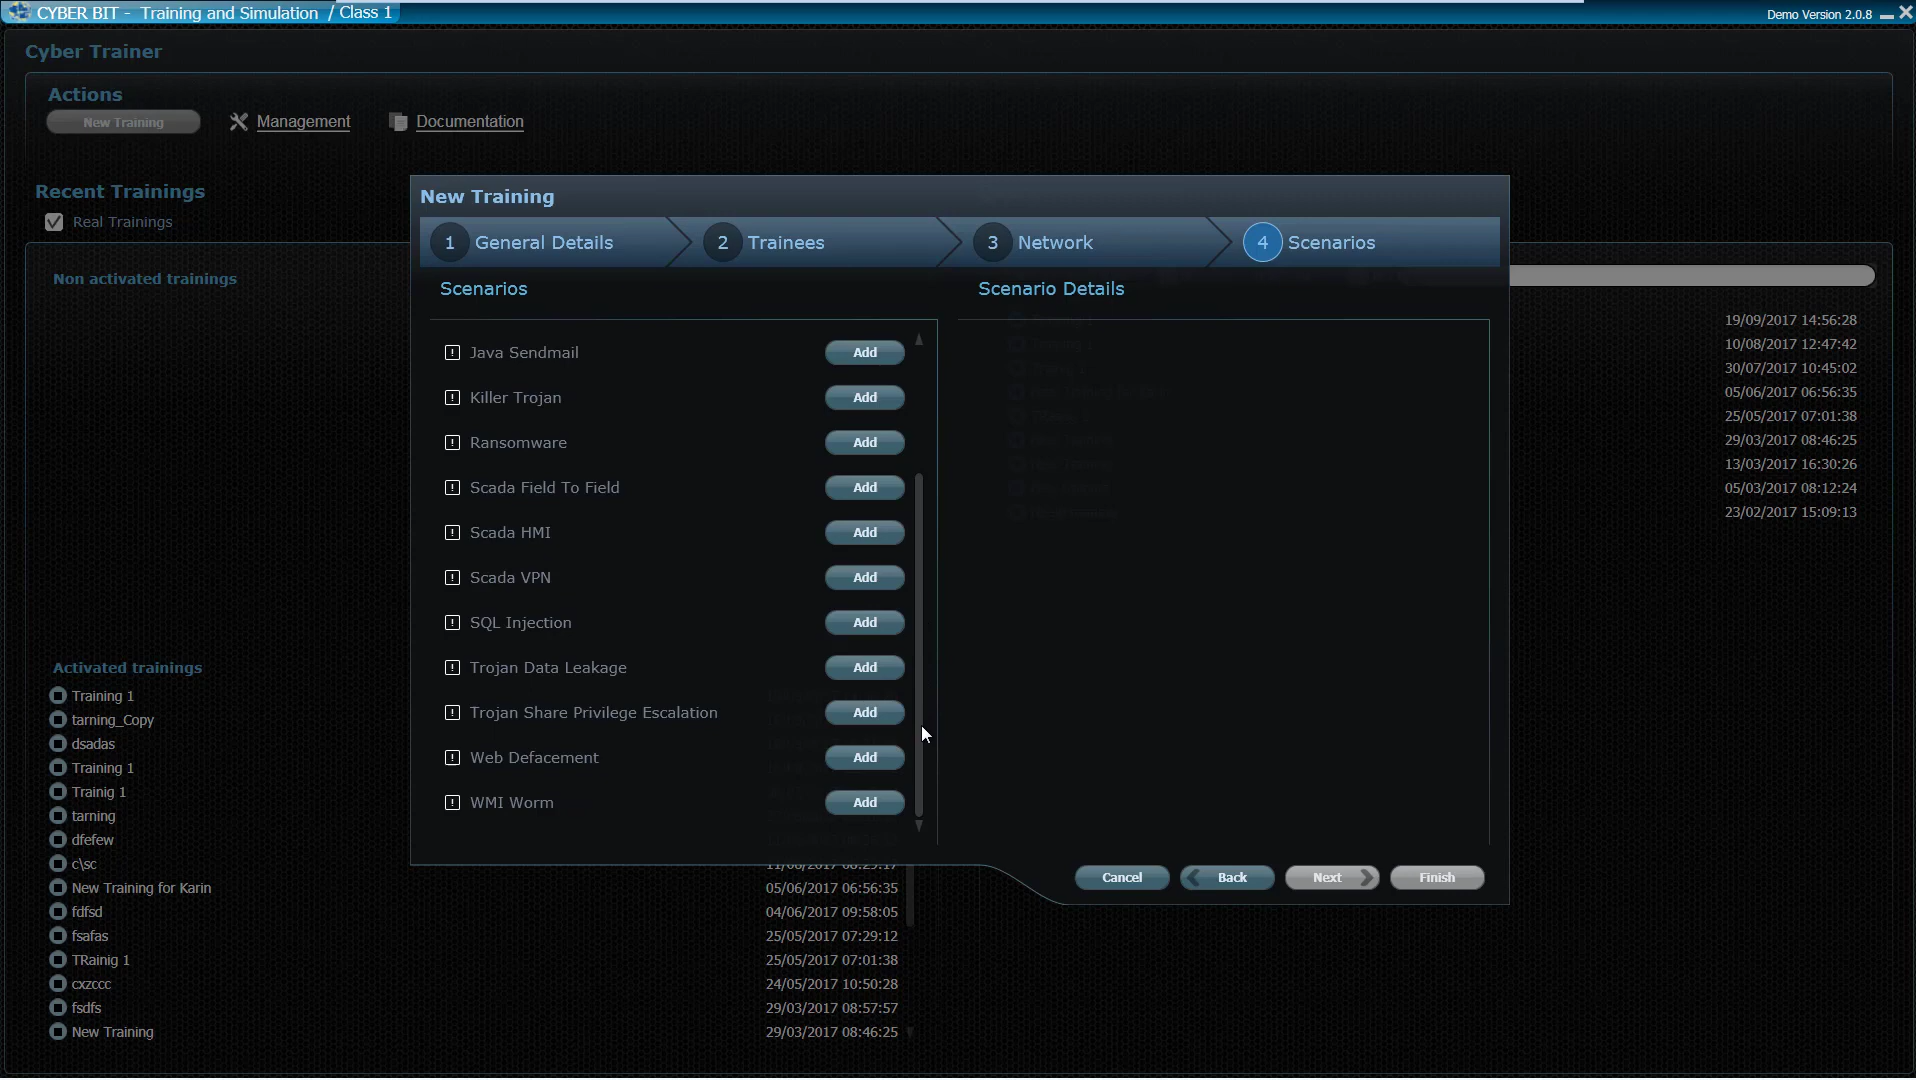 CYBER BIT - Training and Simulation / Class 1
Demo Version 2.0.8
Cyber Trainer
Actions
New Training
Management
Documentation
Recent Trainings
Real Trainings
Non activated trainings
New Training
1 General Details
2 Trainees
3 Network
4 Scenarios
Scenarios
Scenario Details
Java Sendmail Add
Killer Trojan Add
Ransomware Add
Scada Field To Field Add
Scada HMI Add
Scada VPN Add
SQL Injection Add
Trojan Data Leakage Add
Trojan Share Privilege Escalation Add
Web Defacement Add
WMI Worm Add
Cancel
Back
Next
Finish
19/09/2017 14:56:28
10/08/2017 12:47:42
30/07/2017 10:45:02
05/06/2017 06:56:35
25/05/2017 07:01:38
29/03/2017 08:46:25
13/03/2017 16:30:26
05/03/2017 08:12:24
23/02/2017 15:09:13
Activated trainings
Training 1
tarning_Copy
dsadas
Training 1
Trainig 1
tarning
dfefew
c\sc
New Training for Karin 05/06/2017 06:56:35
fdfsd 04/06/2017 09:58:05
fsafas 25/05/2017 07:29:12
TRainig 1 25/05/2017 07:01:38
cxzccc 24/05/2017 10:50:28
fsdfs 29/03/2017 08:57:57
New Training 29/03/2017 08:46:25